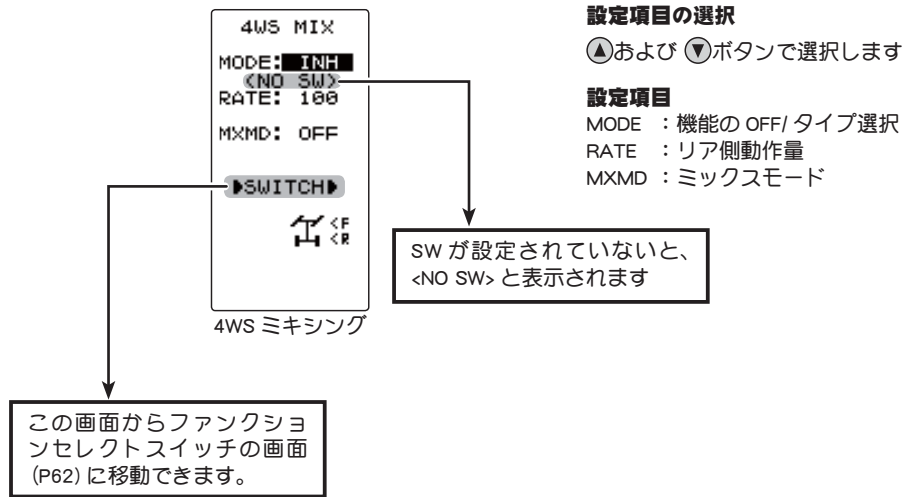 4WS MIX
MODE: INH
<NO SW>
RATE: 100
MXMD: OFF
▶SWITCH▶
<F
<R
4WS ミキシング
設定項目の選択
▲および▼ボタンで選択します
設定項目
MODE :機能の OFF/ タイプ選択
RATE :リア側動作量
MXMD :ミックスモード
SW が設定されていないと、
<NO SW> と表示されます
この画面からファンクショ
ンセレクトスイッチの画面
(P62) に移動できます。